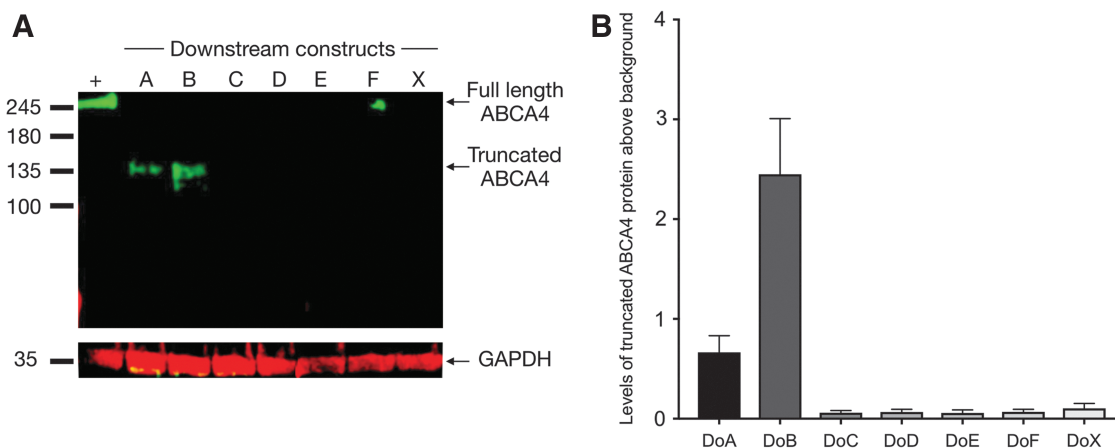 A
Downstream constructs
+ A B C D E F X
245
180
135
100
35
Full length
ABCA4
Truncated
ABCA4
GAPDH
B
Levels of truncated ABCA4 protein above background
4
3
2
1
0
DoA DoB DoC DoD DoE DoF DoX